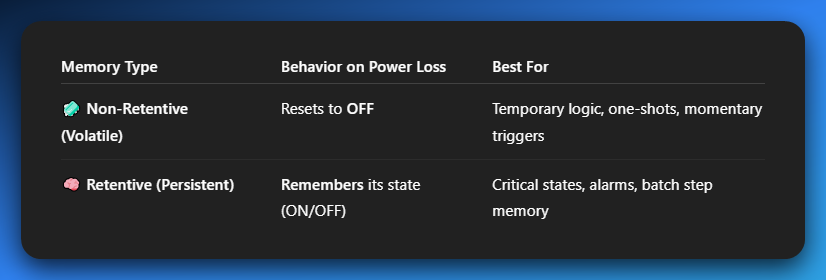 Memory Type Behavior on Power Loss Best For
Non-Retentive Resets to OFF Temporary logic, one-shots, momentary
(Volatile) triggers
Retentive (Persistent) Remembers its state Critical states, alarms, batch step
(ON/OFF) memory